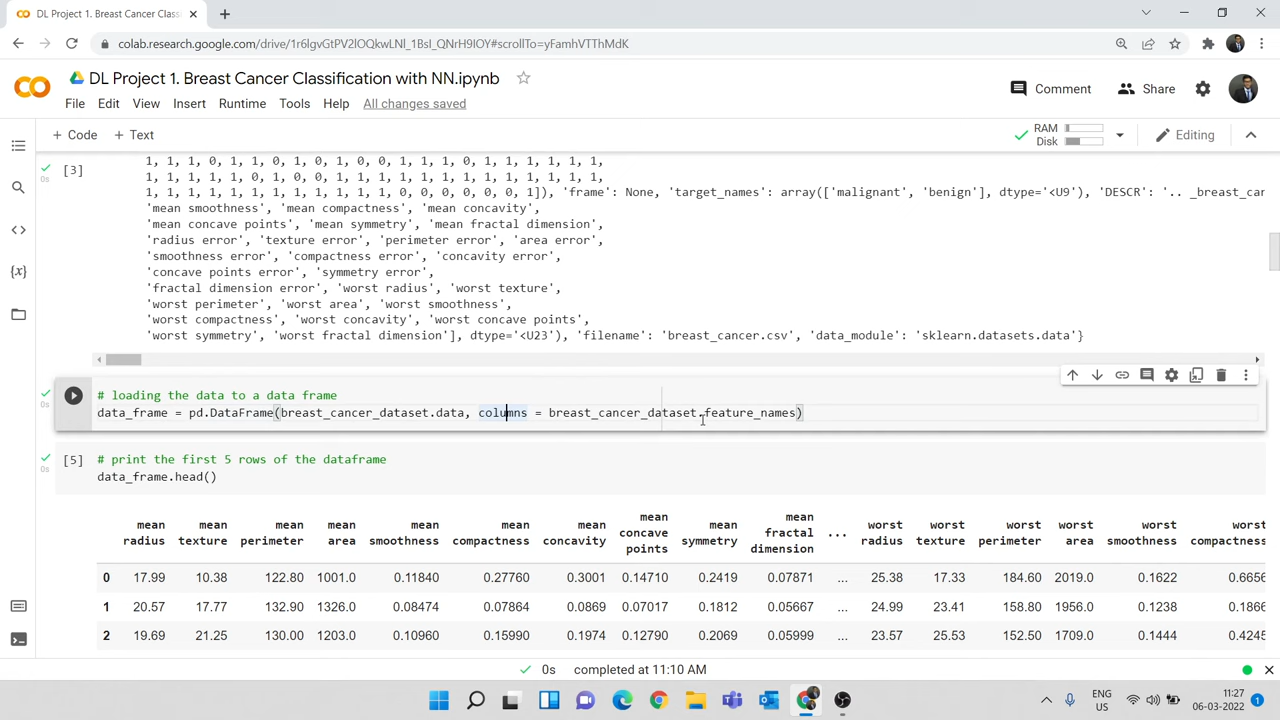 DL Project 1. Breast Cancer Class
colab.research.google.com/drive/1r6lgvGtPV2lOQkwLNl_1BsI_QNrH9IOY#scrollTo=yFamhVTThMdK
DL Project 1. Breast Cancer Classification with NN.ipynb
File Edit View Insert Runtime Tools Help All changes saved
Comment Share
+ Code + Text
RAM
Disk
Editing
1, 1, 1, 0, 1, 1, 0, 1, 0, 1, 0, 0, 1, 1, 1, 0, 1, 1, 1, 1, 1, 1,
[3]
1, 1, 1, 1, 0, 1, 0, 1, 1, 0, 1, 0, 0, 1, 1, 1, 1, 1, 1, 1, 1,
1, 1, 1, 1, 1, 1, 1, 1, 1, 1, 1, 1, 0, 0, 0, 0, 0, 0, 1]), 'frame': None, 'target_names': array(['malignant', 'benign'], dtype='<U9'), 'DESCR': '.. _breast_can
'mean smoothness', 'mean compactness', 'mean concavity',
'mean concave points', 'mean symmetry', 'mean fractal dimension',
'radius error', 'texture error', 'perimeter error', 'area error',
'smoothness error', 'compactness error', 'concavity error',
'concave points error', 'symmetry error',
'fractal dimension error', 'worst radius', 'worst texture',
'worst perimeter', 'worst area', 'worst smoothness',
'worst compactness', 'worst concavity', 'worst concave points',
'worst symmetry', 'worst fractal dimension'], dtype='<U23'), 'filename': 'breast_cancer.csv', 'data_module': 'sklearn.datasets.data'}
0s
# loading the data to a data frame
data_frame = pd.DataFrame(breast_cancer_dataset.data, columns = breast_cancer_dataset.feature_names)
0s
[5] # print the first 5 rows of the dataframe
data_frame.head()
0s
mean radius mean texture mean perimeter mean area mean smoothness mean compactness mean concavity mean concave points mean symmetry mean fractal dimension ... worst radius worst texture worst perimeter worst area worst smoothness worst compactness
0 17.99 10.38 122.80 1001.0 0.11840 0.27760 0.3001 0.14710 0.2419 0.07871 ... 25.38 17.33 184.60 2019.0 0.1622 0.6656
1 20.57 17.77 132.90 1326.0 0.08474 0.07864 0.0869 0.07017 0.1812 0.05667 ... 24.99 23.41 158.80 1956.0 0.1238 0.1866
2 19.69 21.25 130.00 1203.0 0.10960 0.15990 0.1974 0.12790 0.2069 0.05999 ... 23.57 25.53 152.50 1709.0 0.1444 0.4245
0s completed at 11:10 AM
ENG
US
11:27
06-03-2022
1